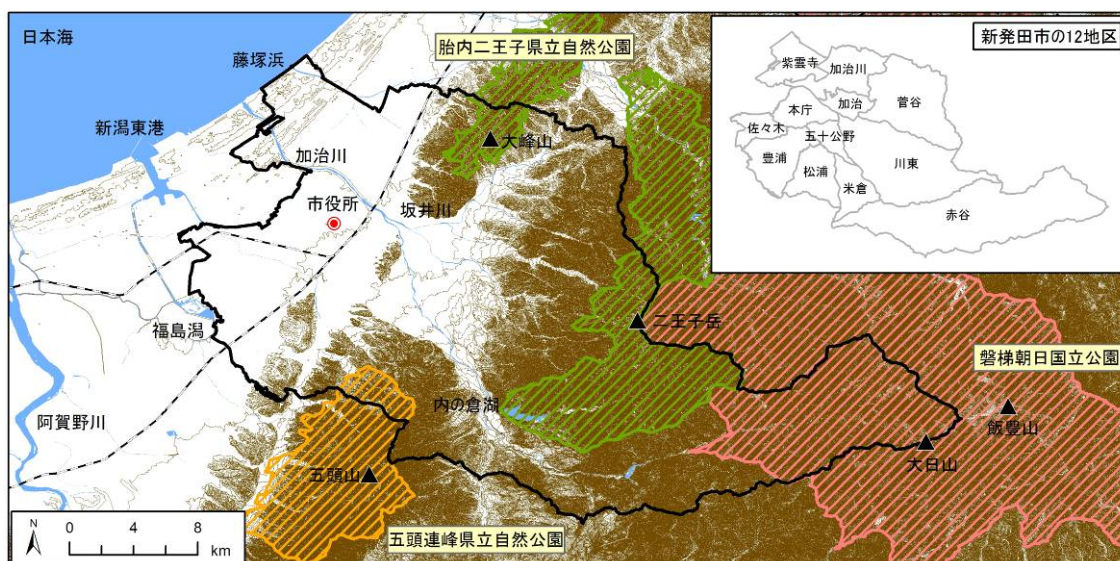 日本海
藤塚浜
胎内二王子県立自然公園
新発田市の12地区
紫雲寺
加治川
菅谷
本庁
加治
佐々木
五十公野
豊浦
松浦
川東
米倉
赤谷
新潟東港
大峰山
加治川
市役所
坂井川
福島潟
二王子岳
磐梯朝日国立公園
内の倉湖
飯豊山
阿賀野川
大日山
五頭山
五頭連峰県立自然公園
N
0 4 8
km